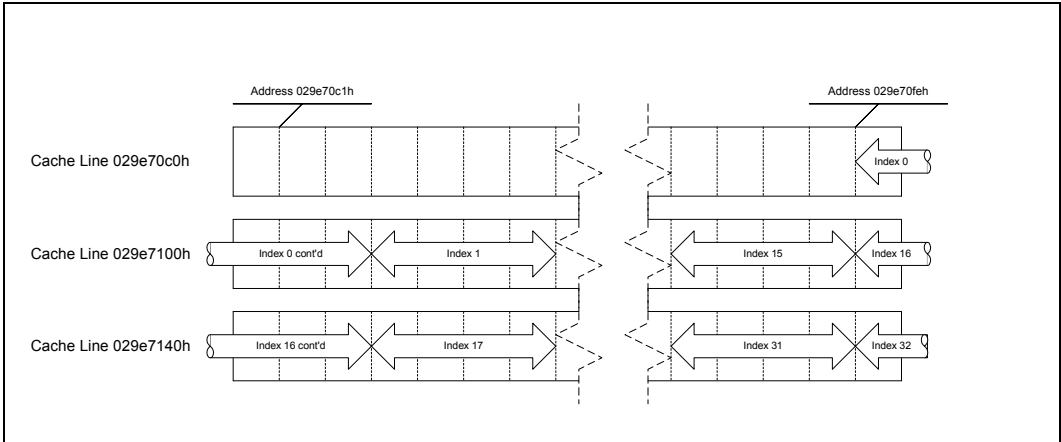 Address 029e70c1h
Address 029e70feh
Cache Line 029e70c0h
Index 0
Cache Line 029e7100h
Index 0 cont'd
Index 1
Index 15
Index 16
Cache Line 029e7140h
Index 16 cont'd
Index 17
Index 31
Index 32